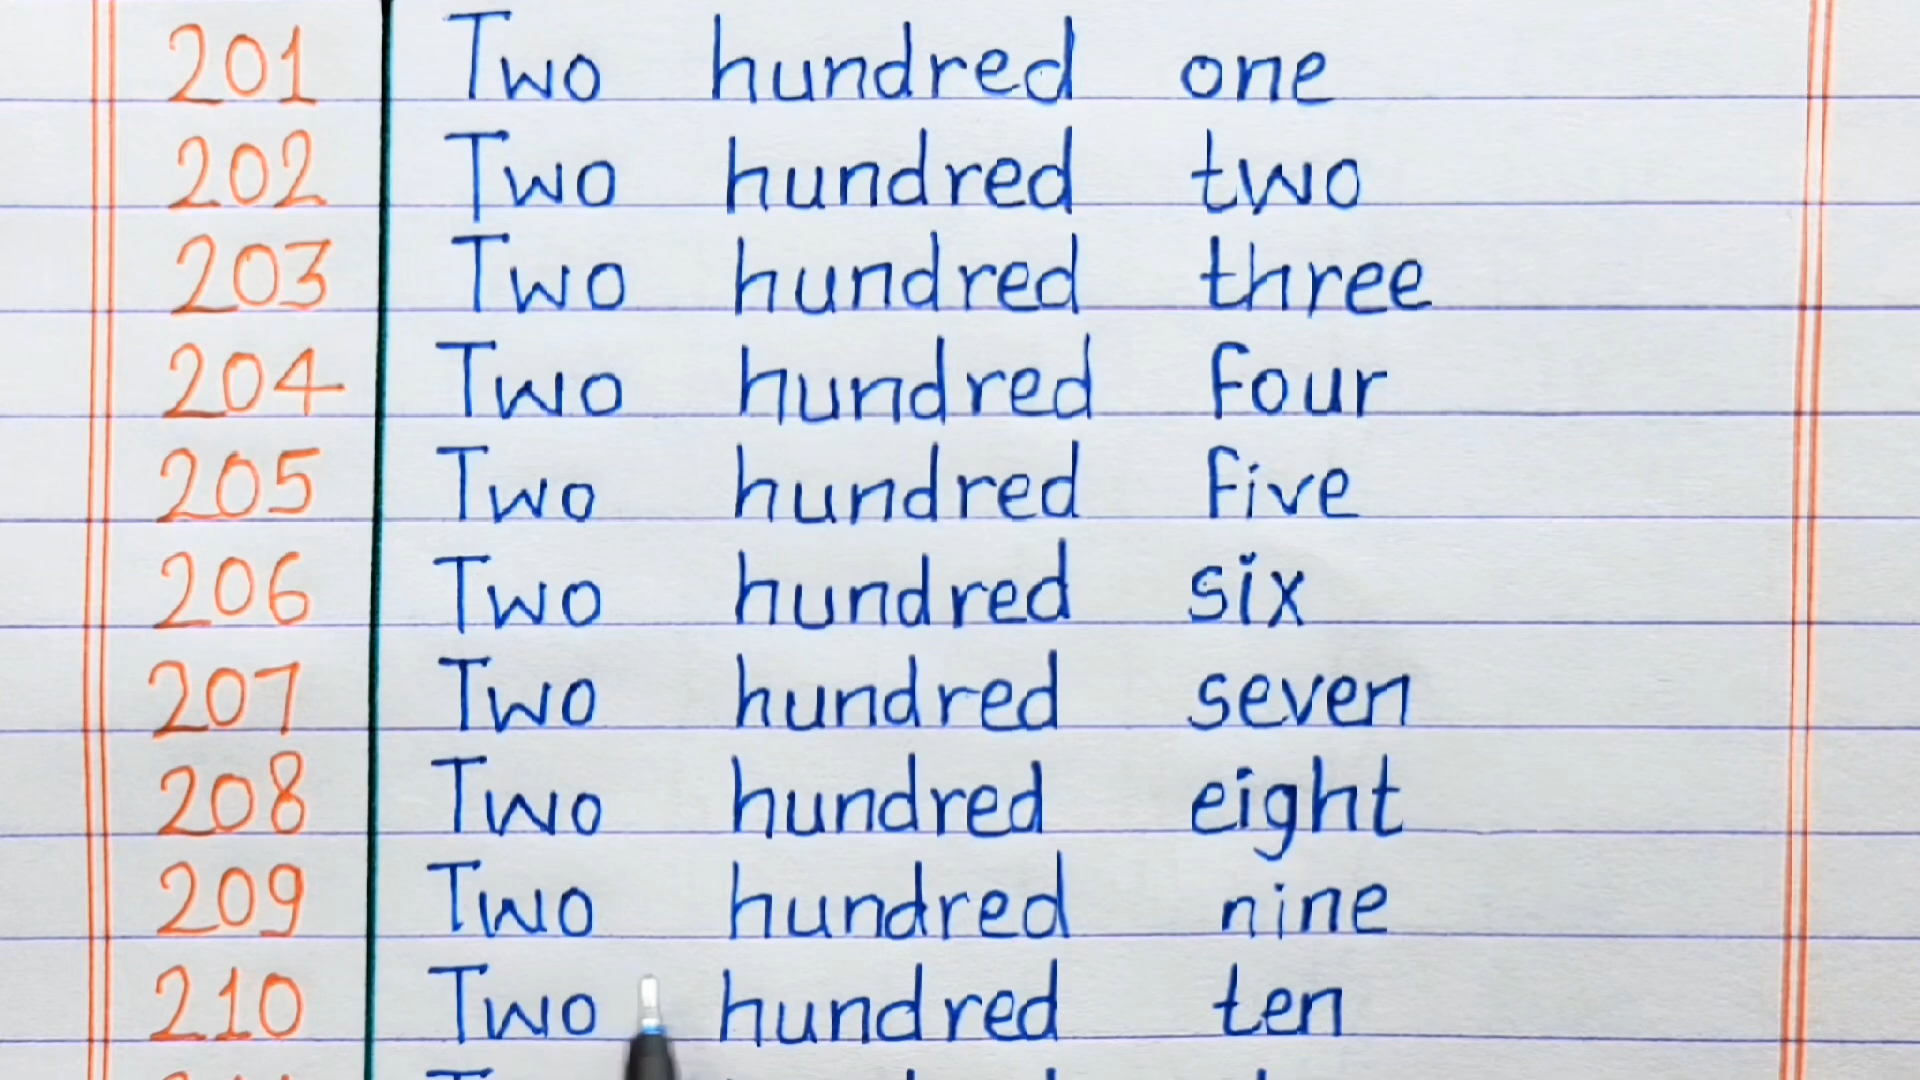 201 Two hundred one
202 Two hundred two
203 Two hundred three
204 Two hundred four
205 Two hundred five
206 Two hundred six
207 Two hundred seven
208 Two hundred eight
209 Two hundred nine
210 Two hundred ten